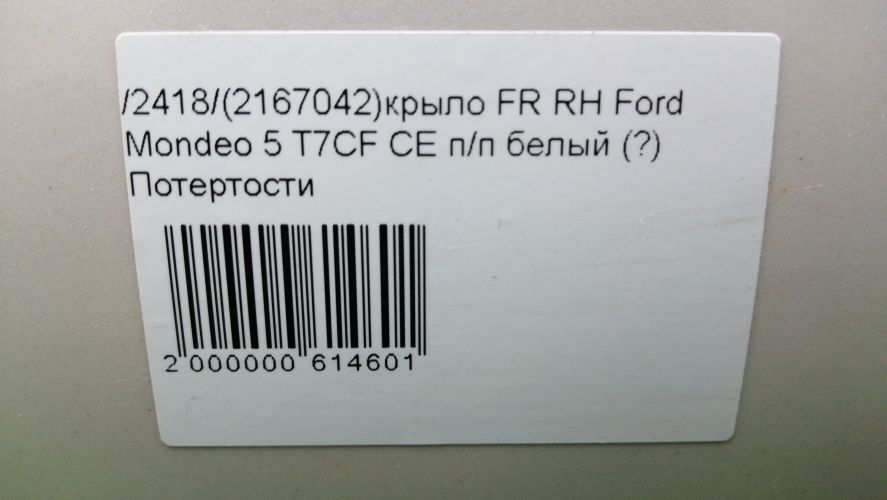 /2418/(2167042)крыло FR RH Ford
Mondeo 5 T7CF CE п/п белый (?)
Потертости
2 000000 614601